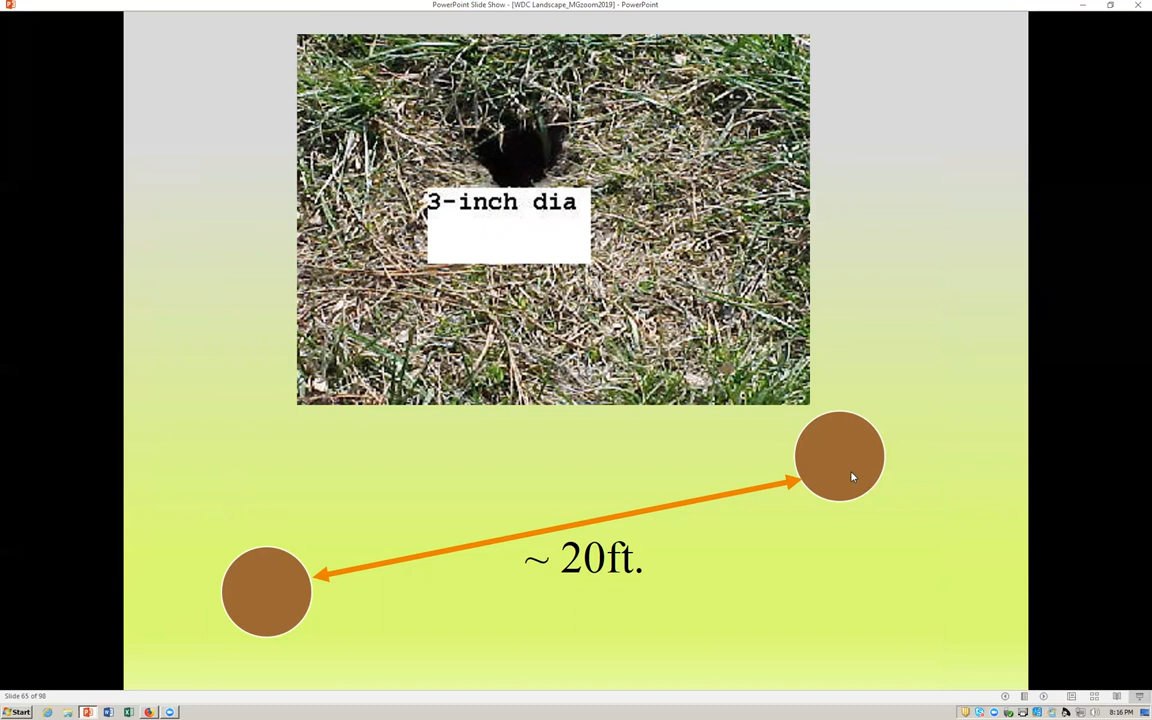 PowerPoint Slide Show - [WDC Landscape_MGzoom2019] - PowerPoint
3-inch dia
~ 20ft.
Slide 65 of 98
Start
8:16 PM